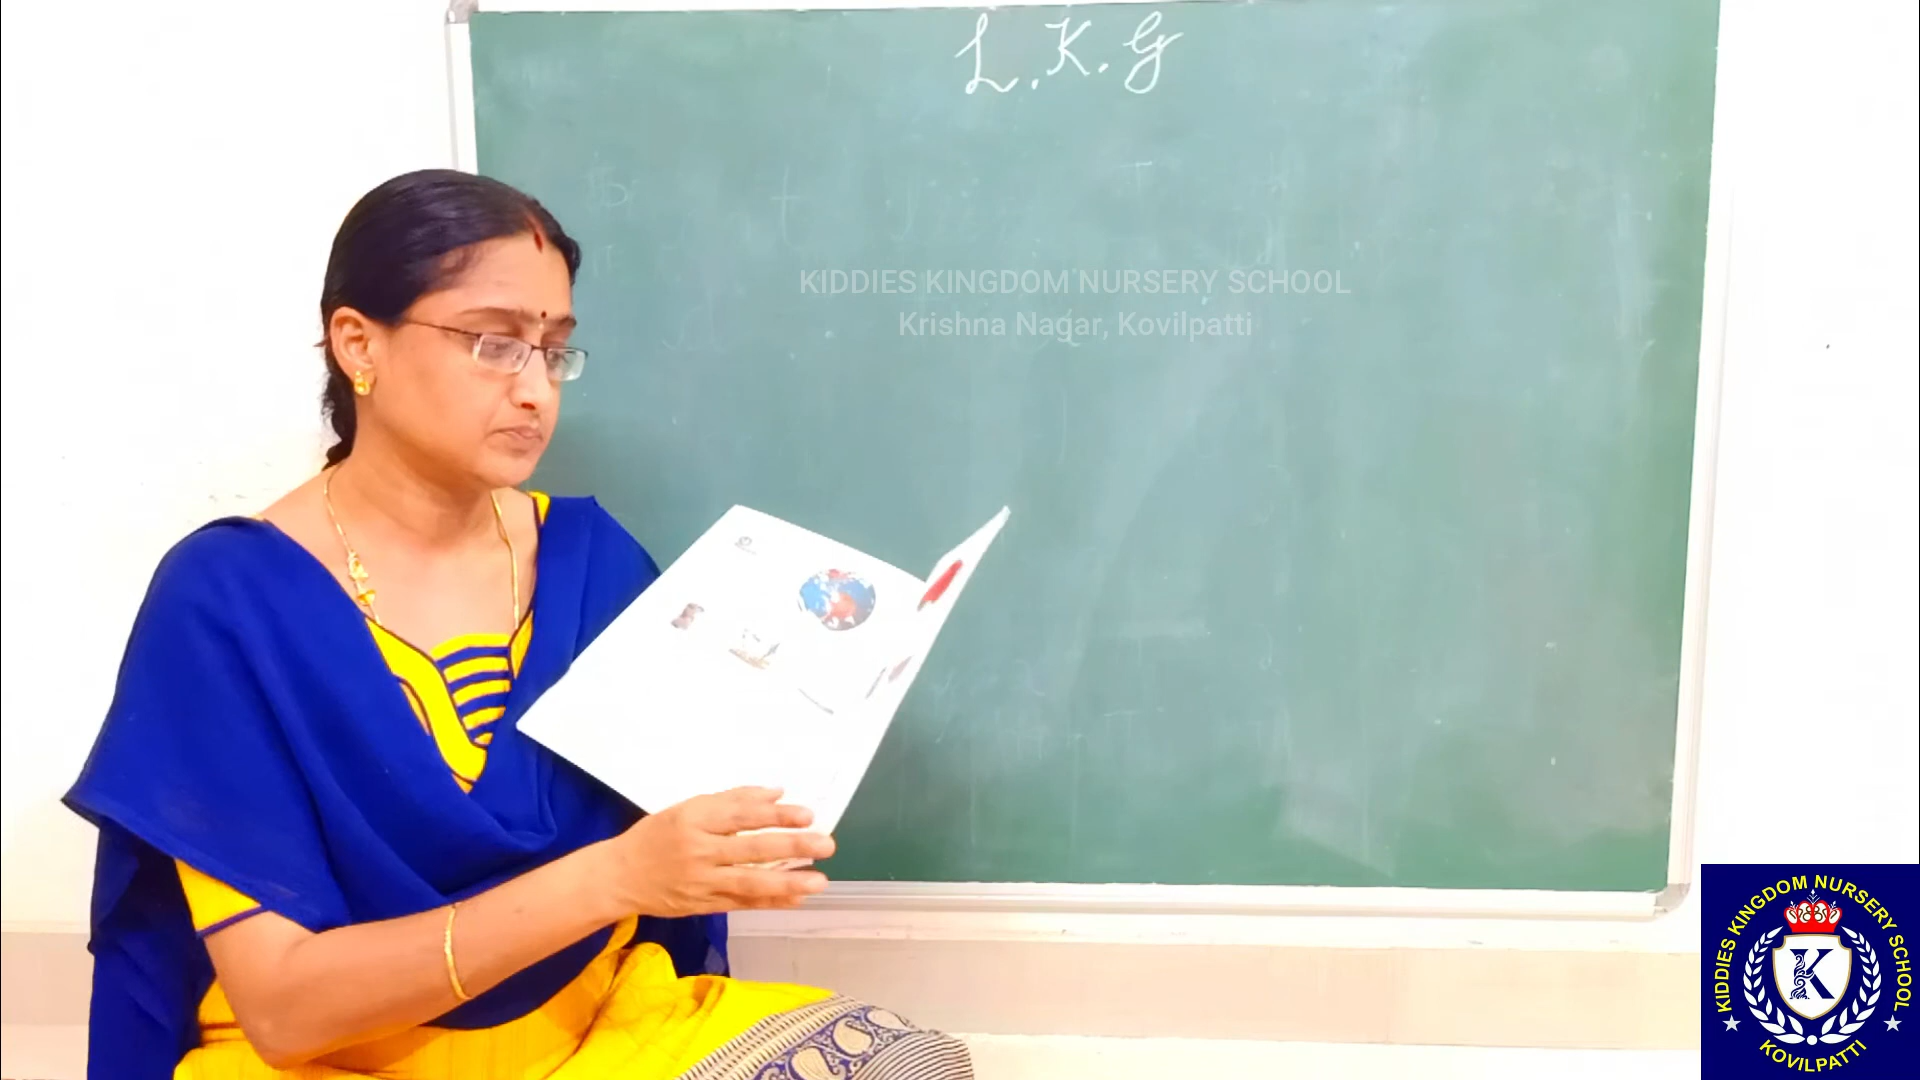 L.K.G
KIDDIES KINGDOM NURSERY SCHOOL
Krishna Nagar, Kovilpatti
KIDDIES KINGDOM NURSERY SCHOOL
K
KOVILPATTI